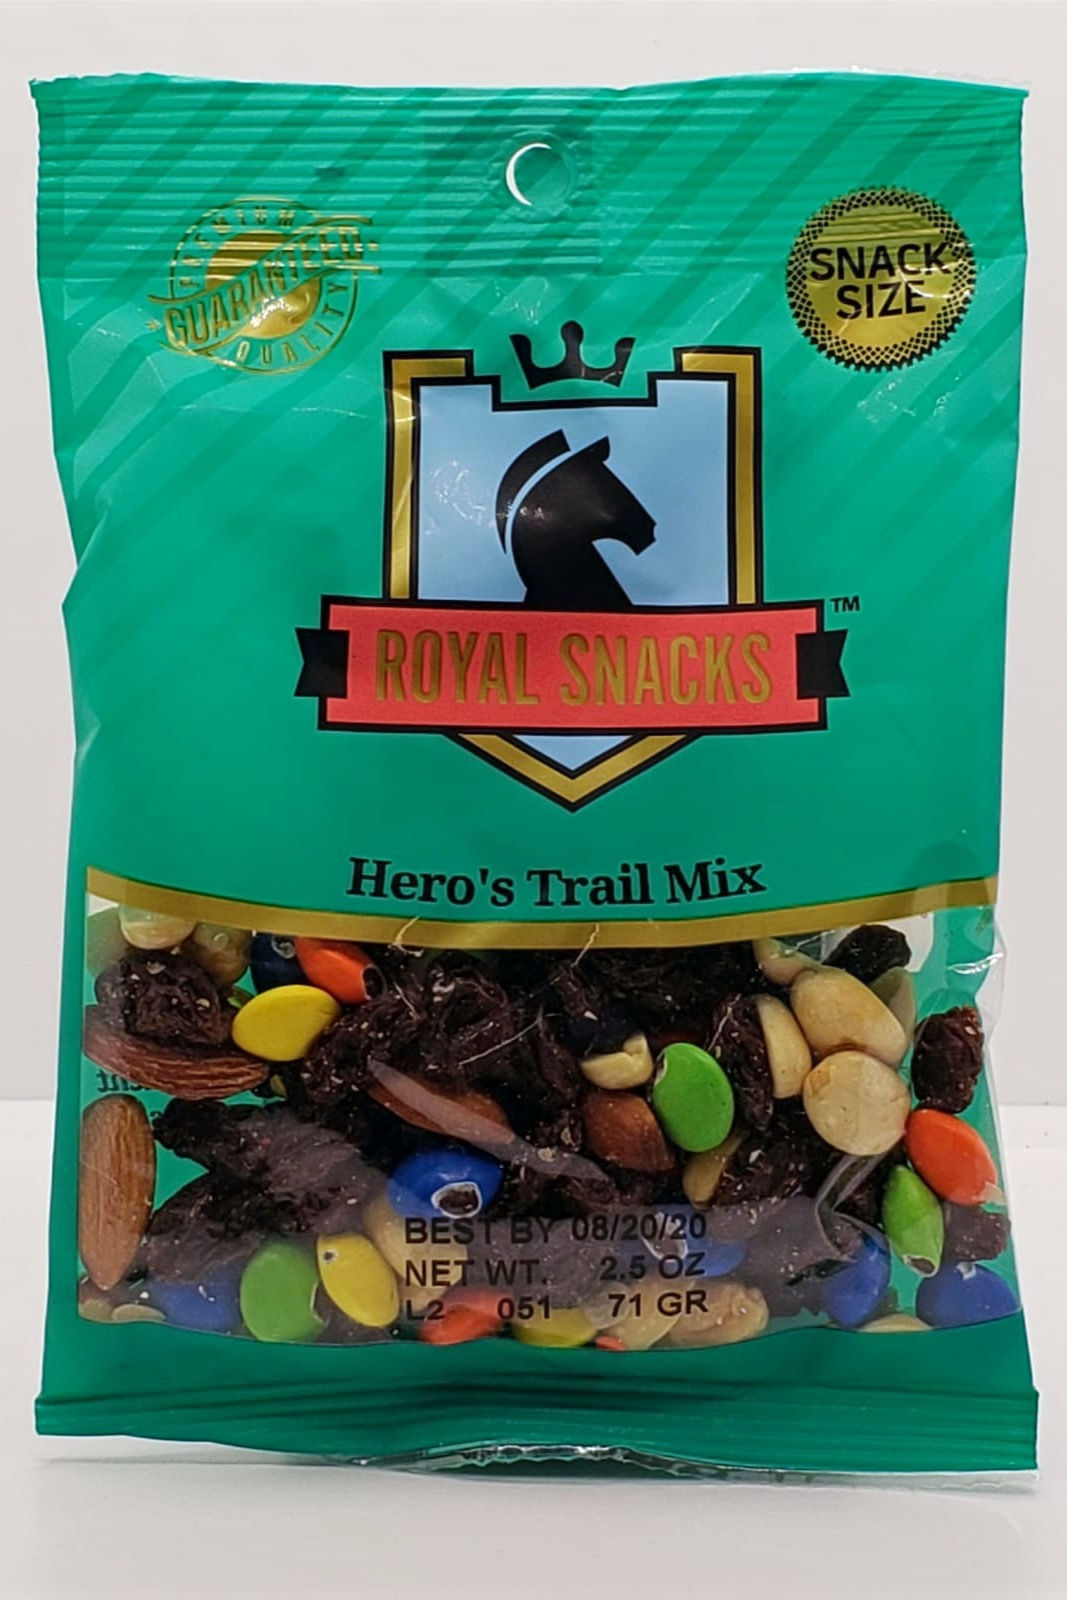 PREMIUM
GUARANTEED
QUALITY
SNACK
SIZE
ROYAL SNACKS
TM
Hero's Trail Mix
BEST BY 08/20/20
NET WT. 2.5 OZ
L2 051 71 GR